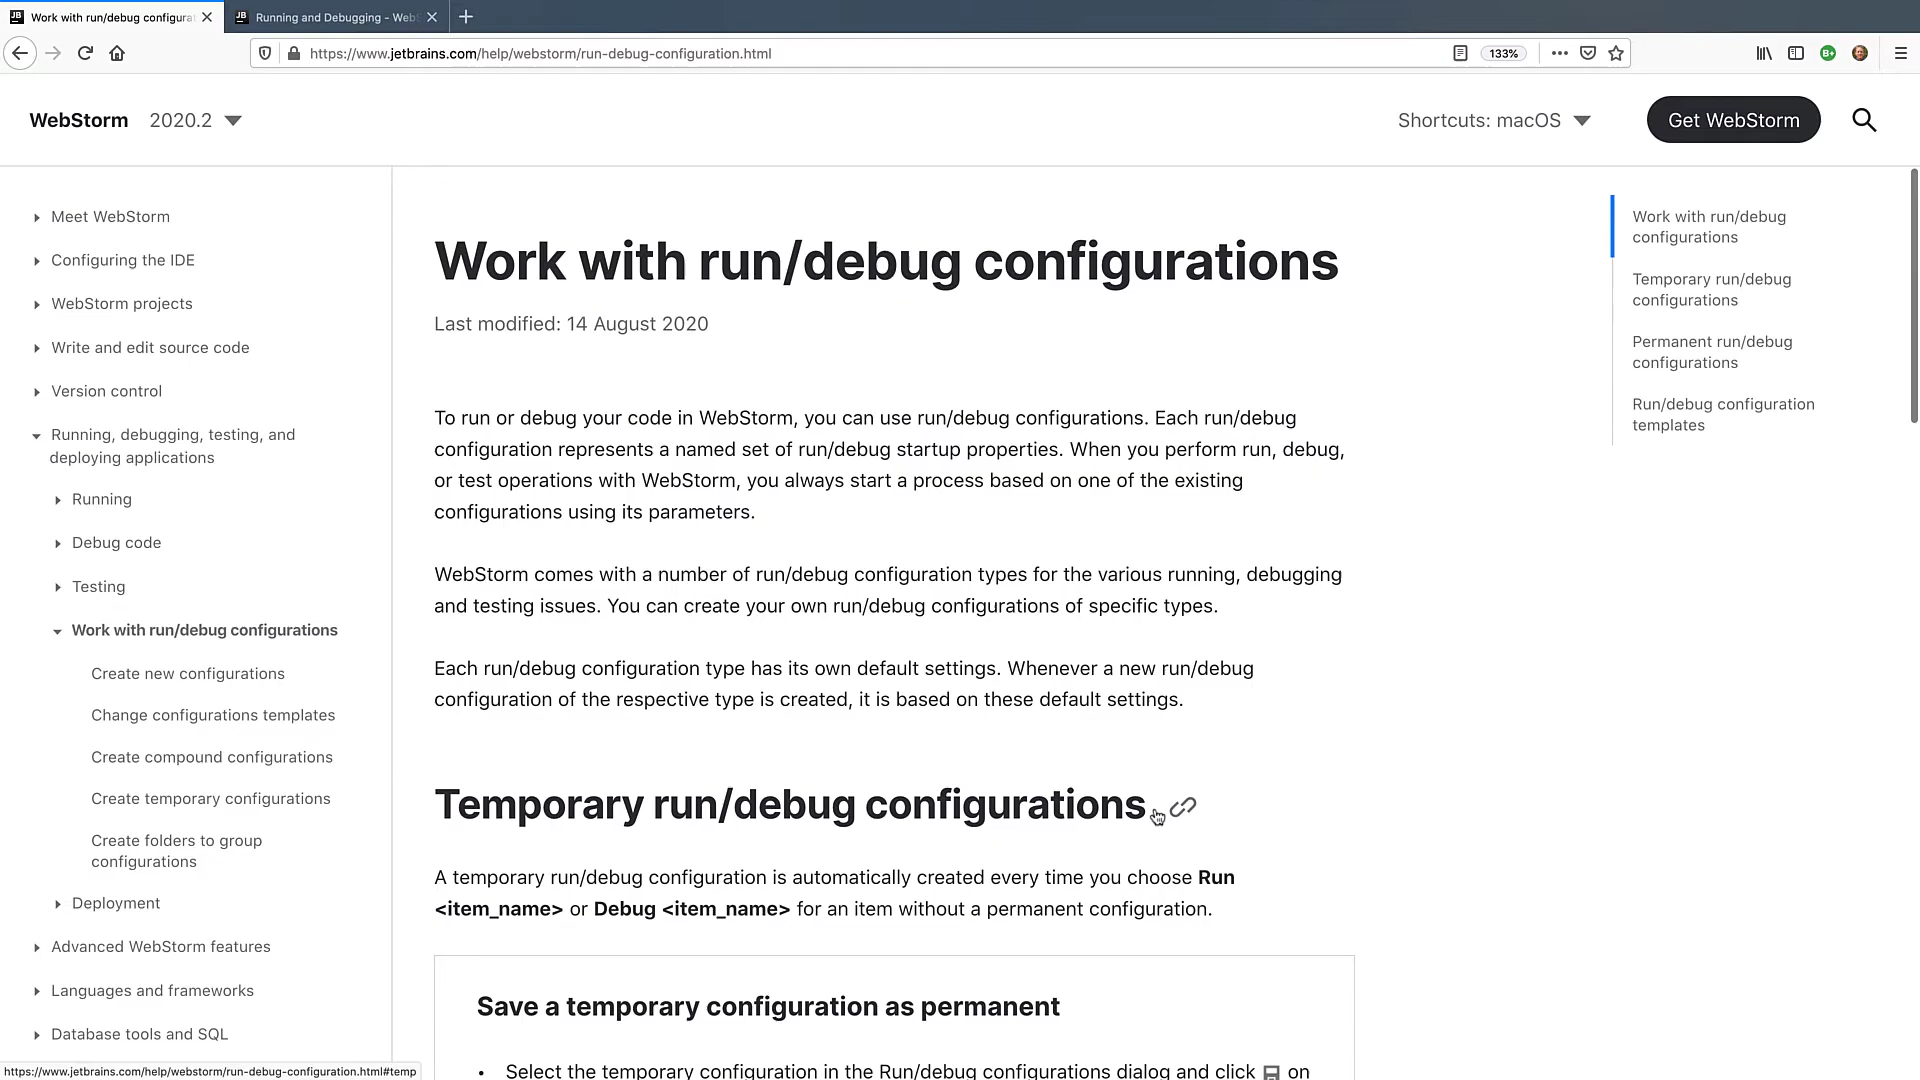 Work with run/debug configura
Running and Debugging - Web
https://www.jetbrains.com/help/webstorm/run-debug-configuration.html
133%
WebStorm 2020.2
Shortcuts: macOS
Get WebStorm
Meet WebStorm
Configuring the IDE
WebStorm projects
Write and edit source code
Version control
Running, debugging, testing, and
deploying applications
Running
Debug code
Testing
Work with run/debug configurations
Create new configurations
Change configurations templates
Create compound configurations
Create temporary configurations
Create folders to group
configurations
Deployment
Advanced WebStorm features
Languages and frameworks
Database tools and SQL
https://www.jetbrains.com/help/webstorm/run-debug-configuration.html#temp
Work with run/debug configurations
Last modified: 14 August 2020
To run or debug your code in WebStorm, you can use run/debug configurations. Each run/debug
configuration represents a named set of run/debug startup properties. When you perform run, debug,
or test operations with WebStorm, you always start a process based on one of the existing
configurations using its parameters.
WebStorm comes with a number of run/debug configuration types for the various running, debugging
and testing issues. You can create your own run/debug configurations of specific types.
Each run/debug configuration type has its own default settings. Whenever a new run/debug
configuration of the respective type is created, it is based on these default settings.
Temporary run/debug configurations
A temporary run/debug configuration is automatically created every time you choose Run
<item_name> or Debug <item_name> for an item without a permanent configuration.
Save a temporary configuration as permanent
• Select the temporary configuration in the Run/debug configurations dialog and click on
Work with run/debug
configurations
Temporary run/debug
configurations
Permanent run/debug
configurations
Run/debug configuration
templates